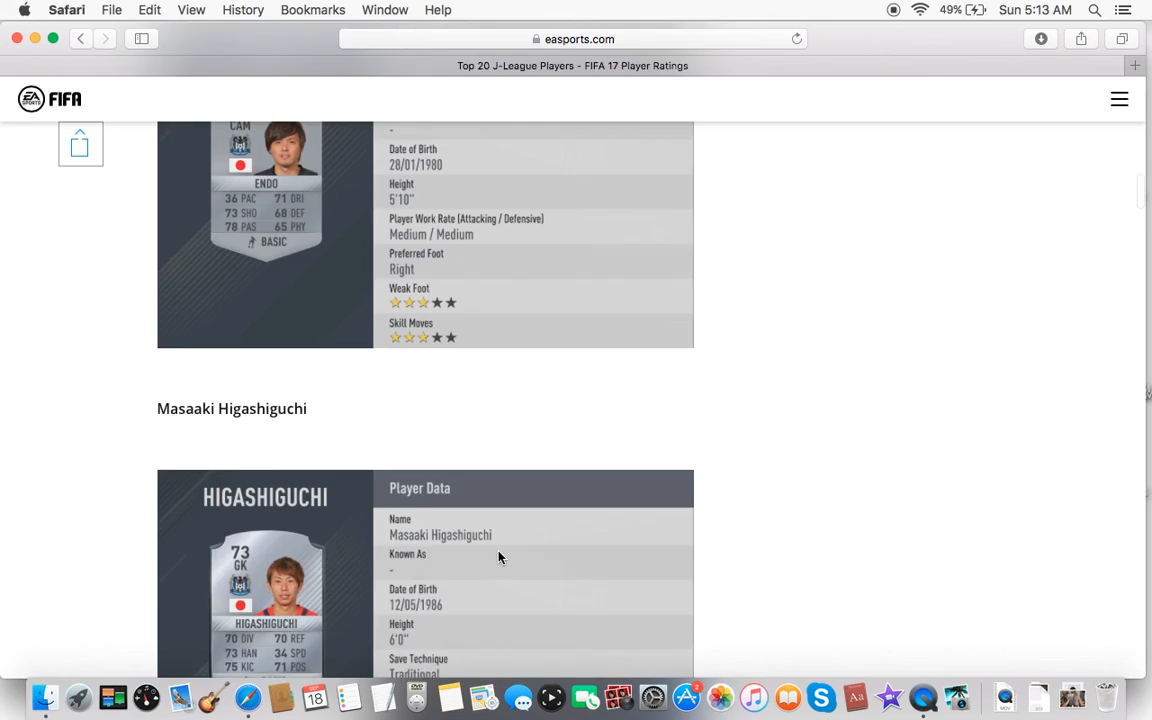 Safari File Edit View History Bookmarks Window Help 49% Sun 5:13 AM
easports.com
Top 20 J-League Players - FIFA 17 Player Ratings
EA SPORTS FIFA
CAM
ENDO
36 PAC 71 DRI
73 SHO 68 DEF
78 PAS 65 PHY
BASIC
-
Date of Birth
28/01/1980
Height
5'10"
Player Work Rate (Attacking / Defensive)
Medium / Medium
Preferred Foot
Right
Weak Foot
Skill Moves
Masaaki Higashiguchi
HIGASHIGUCHI
73
GK
HIGASHIGUCHI
70 DIV 70 REF
73 HAN 34 SPD
75 KIC 71 POS
Player Data
Name
Masaaki Higashiguchi
Known As
-
Date of Birth
12/05/1986
Height
6'0"
Save Technique
Traditional